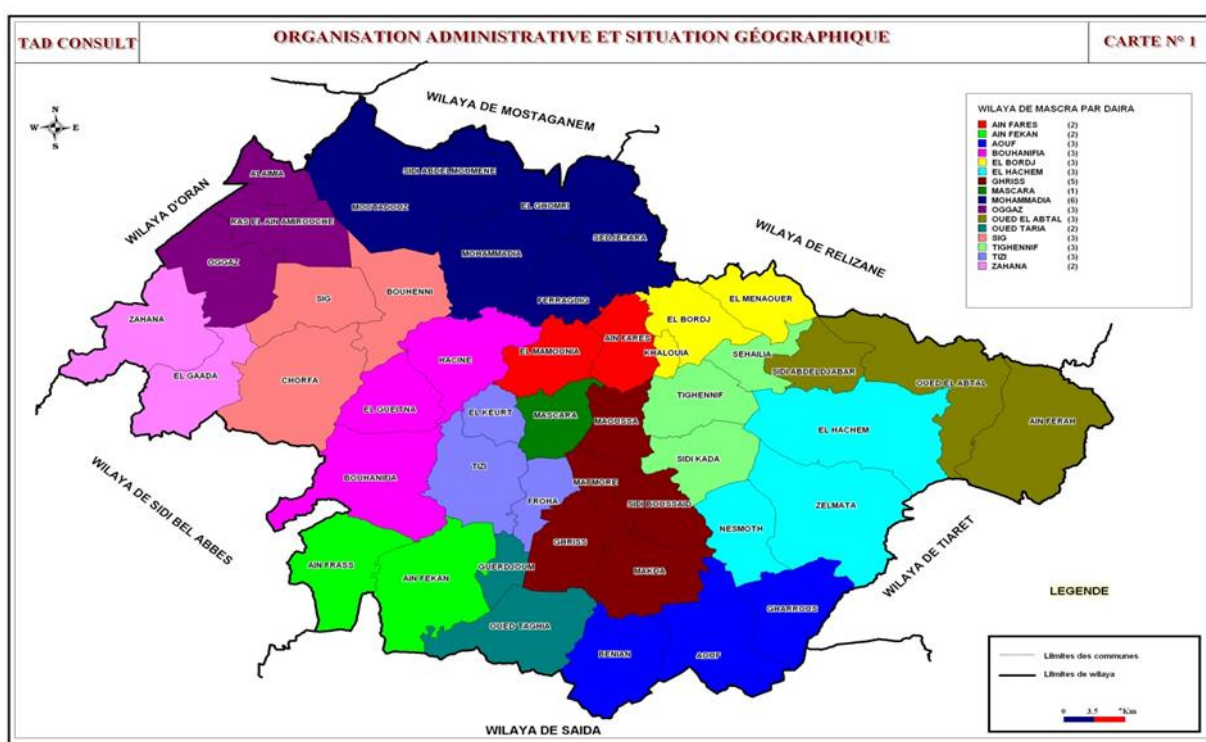 TAD CONSULT
ORGANISATION ADMINISTRATIVE ET SITUATION GÉOGRAPHIQUE
CARTE N° 1
N
W E
S
WILAYA DE MOSTAGANEM
WILAYA D'ORAN
WILAYA DE RELIZANE
WILAYA DE SIDI BEL ABBES
WILAYA DE TIARET
WILAYA DE SAIDA
WILAYA DE MASCRA PAR DAIRA
AIN FARES (2)
AIN FEKAN (2)
AOUF (3)
BOUHANIFIA (3)
EL BORDJ (3)
EL HACHEM (3)
GHRISS (5)
MASCARA (1)
MOHAMMADIA (6)
OGGAZ (3)
OUED EL ABTAL (3)
OUED TARIA (2)
SIG (3)
TIGHENNIF (3)
TIZI (3)
ZAHANA (2)
ALAIMIA
SIDI ABDELMOUMENE
MOCTADOUZ
EL GHOMRI
RAS EL AIN AMIROUCHE
SEDJERARA
MOHAMMADIA
OGGAZ
BOUHENNI
SIG
FERRAGUIG
EL MENAOUER
ZAHANA
EL BORDJ
AIN FARES
EL MAMOUNIA
KHALOUIA
SEHAILIA
HACINE
SIDI ABDELDJABAR
OUED EL ABTAL
EL GAADA
CHORFA
TIGHENNIF
EL GUEITNA
EL KEURT
MASCARA
MAOUSSA
AIN FERAH
EL HACHEM
SIDI KADA
TIZI
BOUHANIFIA
MATMORE
FROHA
SIDI BOUSSAID
ZELMATA
NESMOTH
GHRISS
AIN FRASS
GUERDJOUM
AIN FEKAN
MAKDA
GHARROUS
OUED TAGHIA
BENIAN
AOUF
LEGENDE
Lilmites des communes
Lilmites de wilaya
0 3.5 7Km